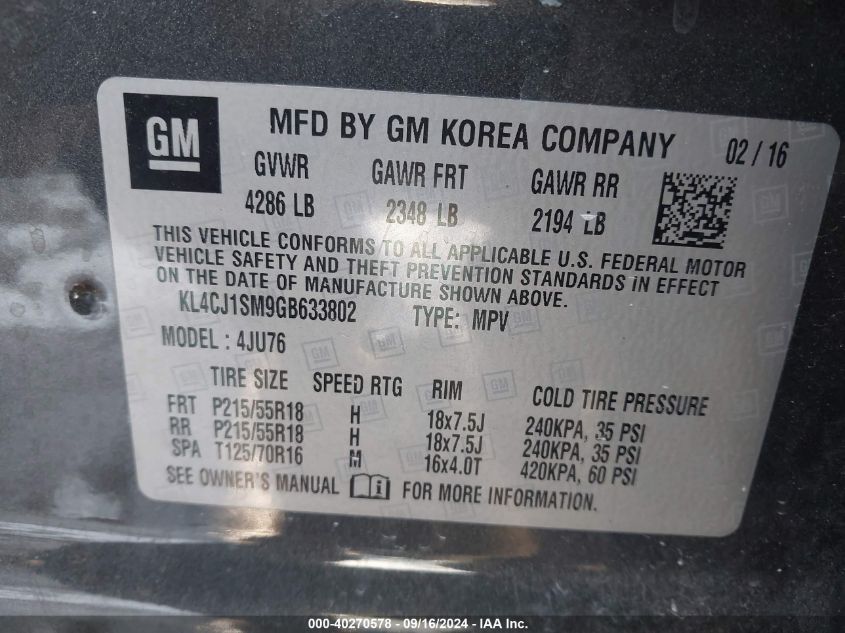 GM
MFD BY GM KOREA COMPANY 02 / 16
GVWR GAWR FRT GAWR RR
4286 LB 2348 LB 2194 LB
THIS VEHICLE CONFORMS TO ALL APPLICABLE U.S. FEDERAL MOTOR
VEHICLE SAFETY AND THEFT PREVENTION STANDARDS IN EFFECT
ON THE DATE OF MANUFACTURE SHOWN ABOVE.
KL4CJ1SM9GB633802 TYPE: MPV
MODEL : 4JU76
TIRE SIZE SPEED RTG RIM COLD TIRE PRESSURE
FRT P215/55R18 H 18x7.5J 240KPA, 35 PSI
RR P215/55R18 H 18x7.5J 240KPA, 35 PSI
SPA T125/70R16 M 16x4.0T 420KPA, 60 PSI
SEE OWNER'S MANUAL FOR MORE INFORMATION.
000-40270578 - 09/16/2024 - IAA Inc.